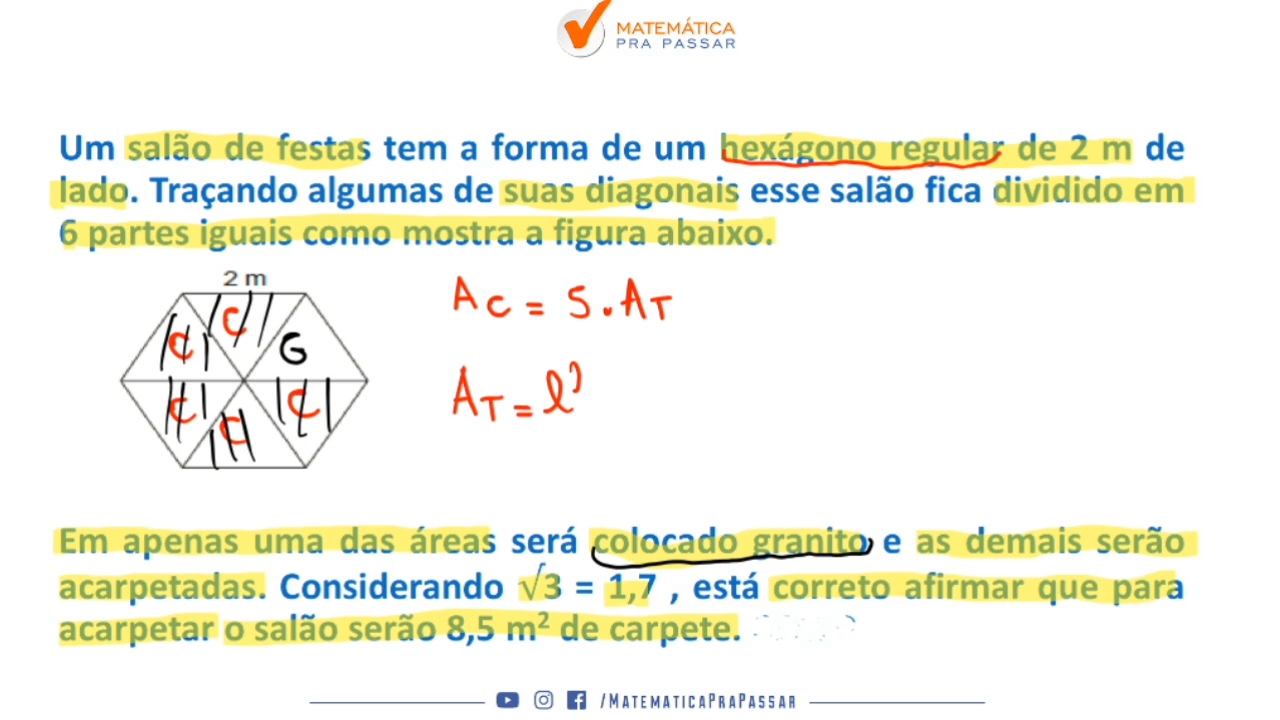 MATEMÁTICA
PRA PASSAR
Um salão de festas tem a forma de um hexágono regular de 2 m de
lado. Traçando algumas de suas diagonais esse salão fica dividido em
6 partes iguais como mostra a figura abaixo.
2 m
C
C
G
C
C
C
A C = 5 . A T
A T = l²
Em apenas uma das áreas será colocado granito e as demais serão
acarpetadas. Considerando √3 = 1,7 , está correto afirmar que para
acarpetar o salão serão 8,5 m² de carpete.
/MATEMATICAPRAPASSAR